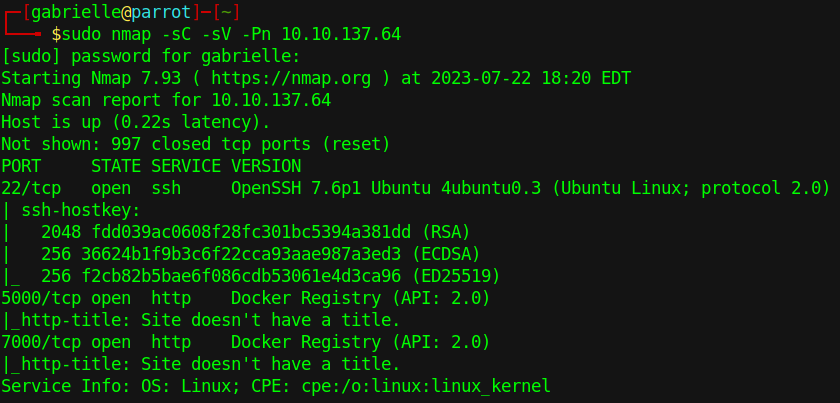 ┌─[gabrielle@parrot]─[~]
└──╼ $sudo nmap -sC -sV -Pn 10.10.137.64
[sudo] password for gabrielle:
Starting Nmap 7.93 ( https://nmap.org ) at 2023-07-22 18:20 EDT
Nmap scan report for 10.10.137.64
Host is up (0.22s latency).
Not shown: 997 closed tcp ports (reset)
PORT     STATE SERVICE VERSION
22/tcp   open  ssh     OpenSSH 7.6p1 Ubuntu 4ubuntu0.3 (Ubuntu Linux; protocol 2.0)
| ssh-hostkey:
|   2048 fdd039ac0608f28fc301bc5394a381dd (RSA)
|   256 36624b1f9b3c6f22cca93aae987a3ed3 (ECDSA)
|_  256 f2cb82b5bae6f086cdb53061e4d3ca96 (ED25519)
5000/tcp open  http    Docker Registry (API: 2.0)
|_http-title: Site doesn't have a title.
7000/tcp open  http    Docker Registry (API: 2.0)
|_http-title: Site doesn't have a title.
Service Info: OS: Linux; CPE: cpe:/o:linux:linux_kernel